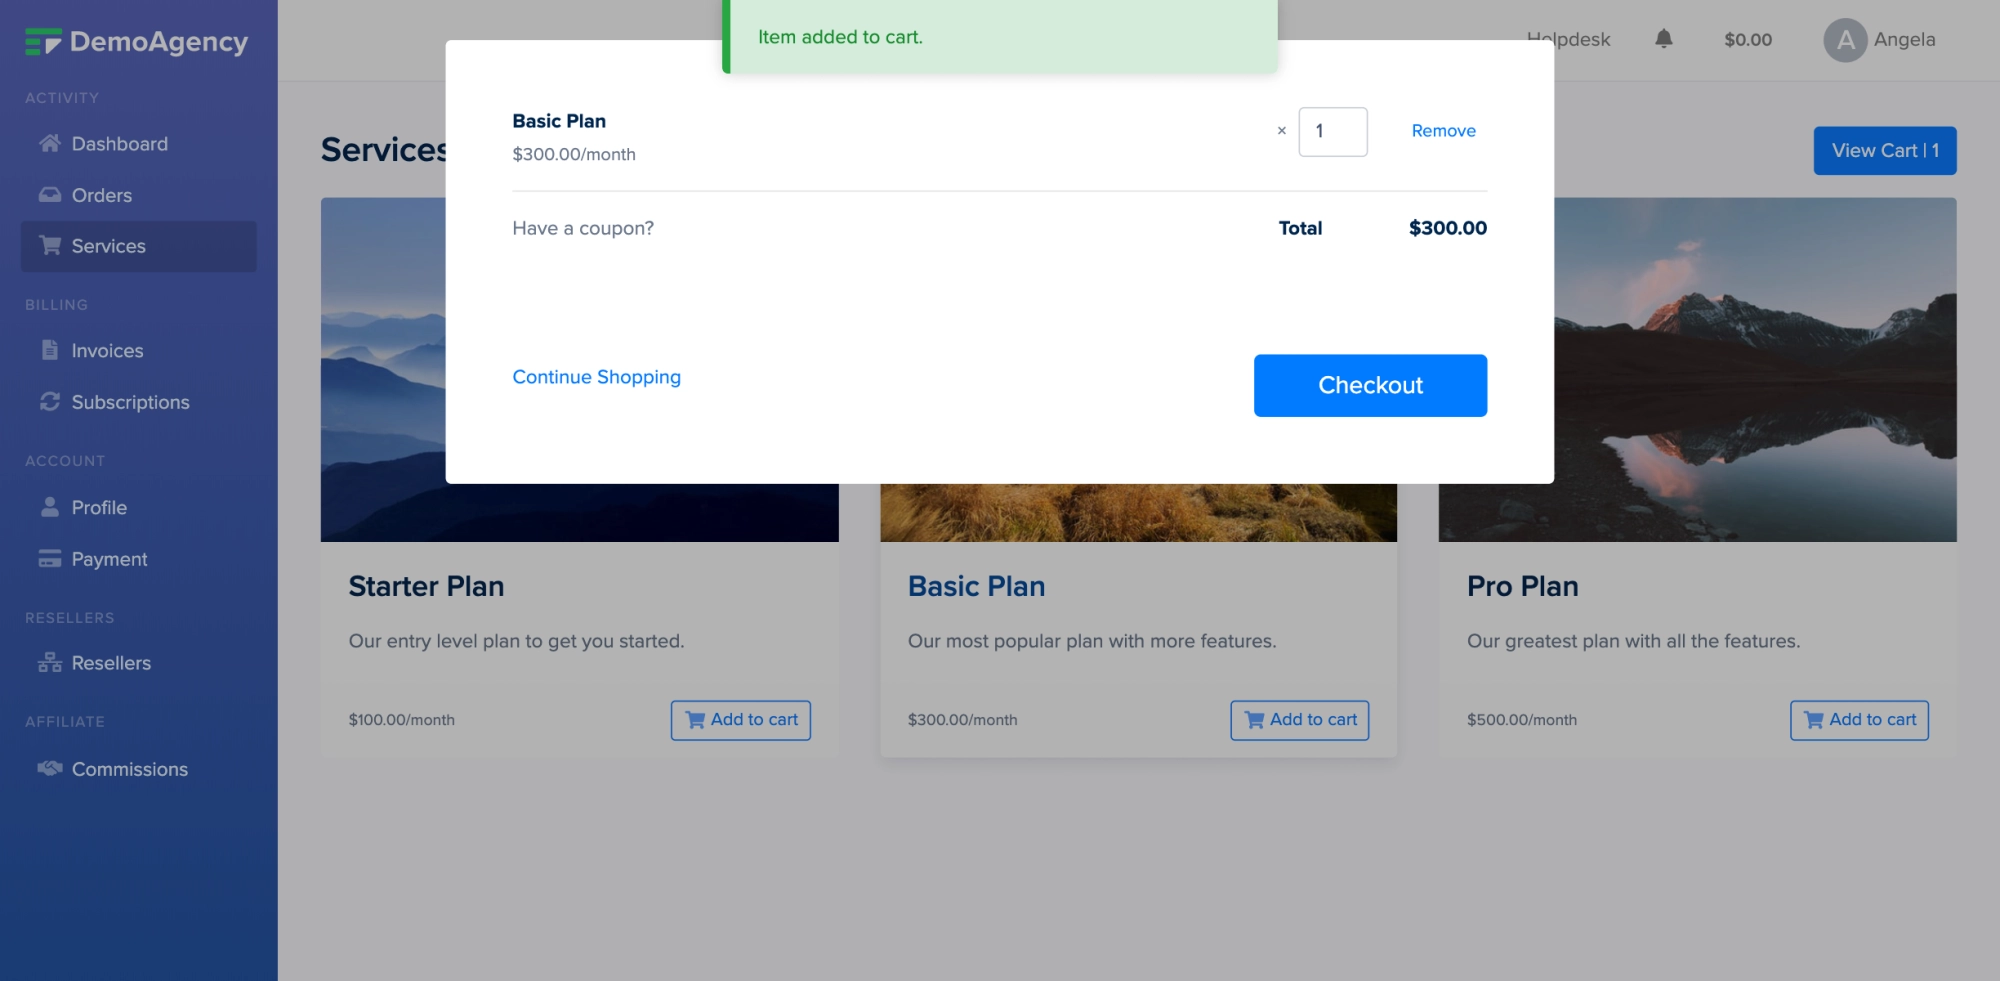 DemoAgency
ACTIVITY
Dashboard
Orders
Services
BILLING
Invoices
Subscriptions
ACCOUNT
Profile
Payment
RESELLERS
Resellers
AFFILIATE
Commissions
Item added to cart.
Helpdesk
$0.00
A Angela
Services
View Cart | 1
Basic Plan
$300.00/month
× 1
Remove
Have a coupon?
Total $300.00
Continue Shopping
Checkout
Starter Plan
Our entry level plan to get you started.
$100.00/month
Add to cart
Basic Plan
Our most popular plan with more features.
$300.00/month
Add to cart
Pro Plan
Our greatest plan with all the features.
$500.00/month
Add to cart